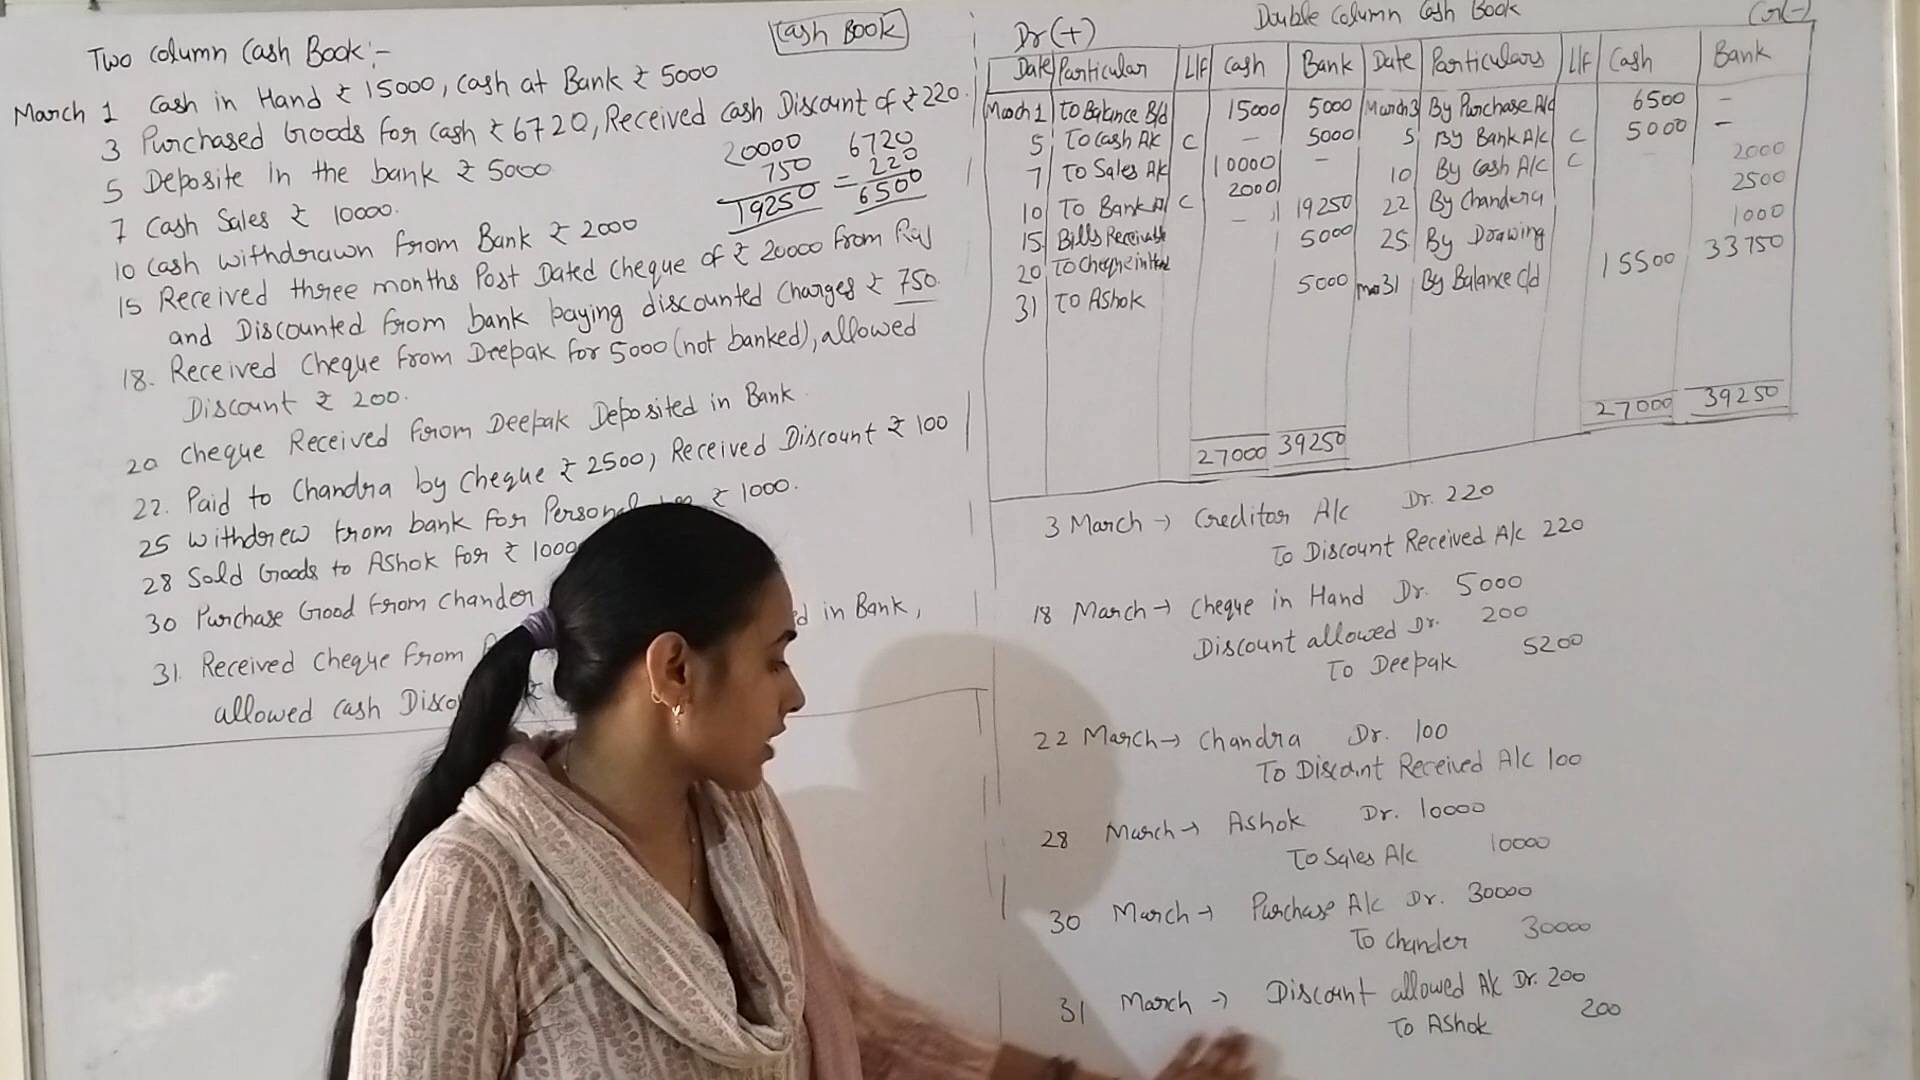 Cash Book
Two column Cash Book:-
March 1 Cash in Hand ₹ 15000, Cash at Bank ₹ 5000
3 Purchased Goods for cash ₹ 6720, Received cash Discount of ₹ 220.
5 Deposite in the bank ₹ 5000
7 Cash Sales ₹ 10000.
10 Cash withdrawn from Bank ₹ 2000
15 Received three months Post Dated cheque of ₹ 20000 from Raj
and Discounted from bank paying discounted charges ₹ 750.
18. Received cheque from Deepak for 5000 (not banked), allowed
Discount ₹ 200.
20 cheque Received from Deepak Deposited in Bank
22. Paid to Chandra by cheque ₹ 2500, Received Discount ₹ 100
25 withdrew from bank for Personal ₹ 1000.
28 Sold Goods to Ashok for ₹ 1000
30 Purchase Good from Chander
31. Received cheque from in Bank,
allowed cash Disco ₹
20000 6720
750 220
19250 = 6500
Double Column Cash Book
Dr (+) Cr (-)
Date Particular L/F Cash Bank Date Particulars L/F Cash Bank
March 1 To Balance B/d 15000 5000 March 3 By Purchase A/c 6500 -
5 To Cash A/c C - 5000 5 By Bank A/c C 5000 -
7 To Sales A/c 10000 - 10 By Cash A/c C - 2000
10 To Bank A/c C 2000 - 22 By Chandera 2500
15 Bills Receivable - 19250 25. By Drawing 1000
20 To Cheque in Hand 5000 Mar 31 By Balance c/d 15500 33750
31 To Ashok 5000
27000 39250 27000 39250
3 March → Creditor A/c Dr. 220
To Discount Received A/c 220
18 March → Cheque in Hand Dr. 5000
Discount allowed Dr. 200
To Deepak 5200
22 March → Chandra Dr. 100
To Discount Received A/c 100
28 March → Ashok Dr. 10000
To Sales A/c 10000
30 March → Purchase A/c Dr. 30000
To Chander 30000
31 March → Discount allowed A/c Dr. 200
To Ashok 200